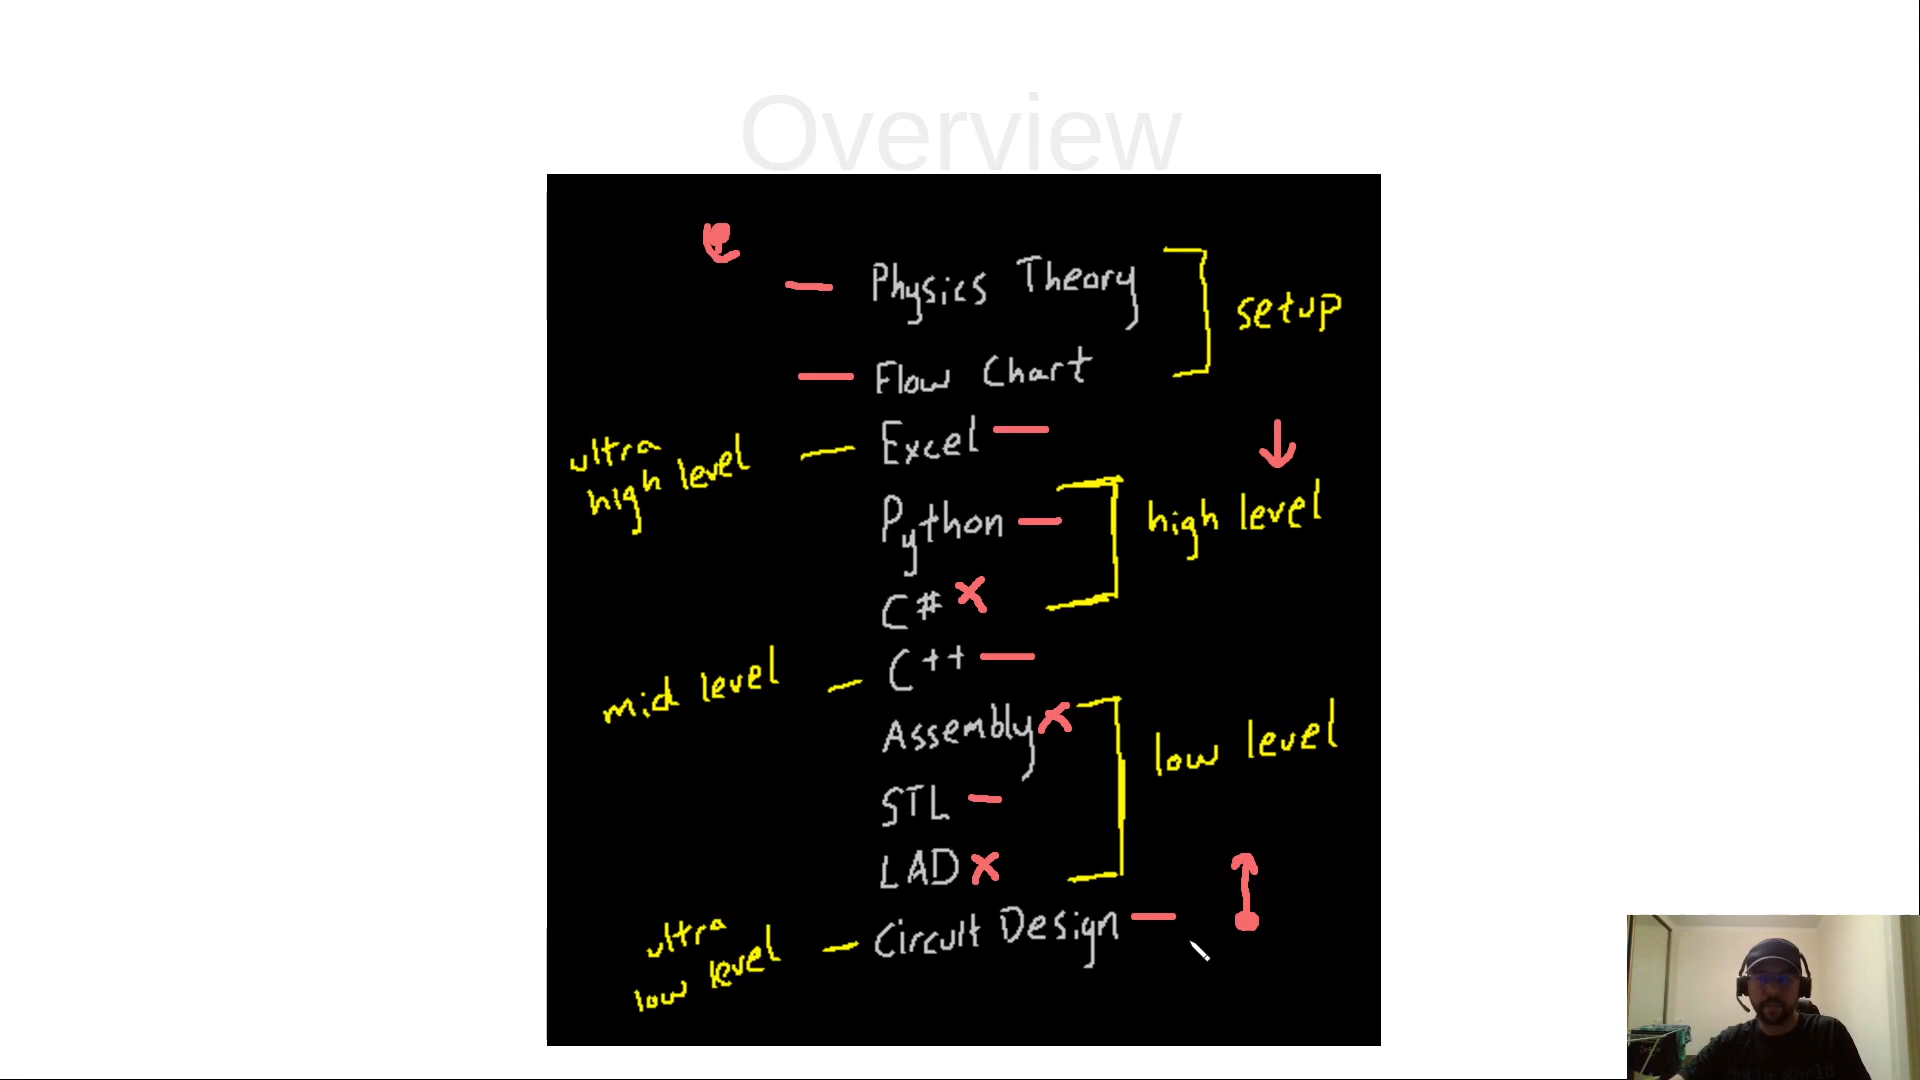 Overview
Physics Theory
setup
Flow Chart
ultra
high level
Excel
Python
high level
C#
mid level
C++
Assembly
low level
STL
LAD
ultra
low level
Circuit Design